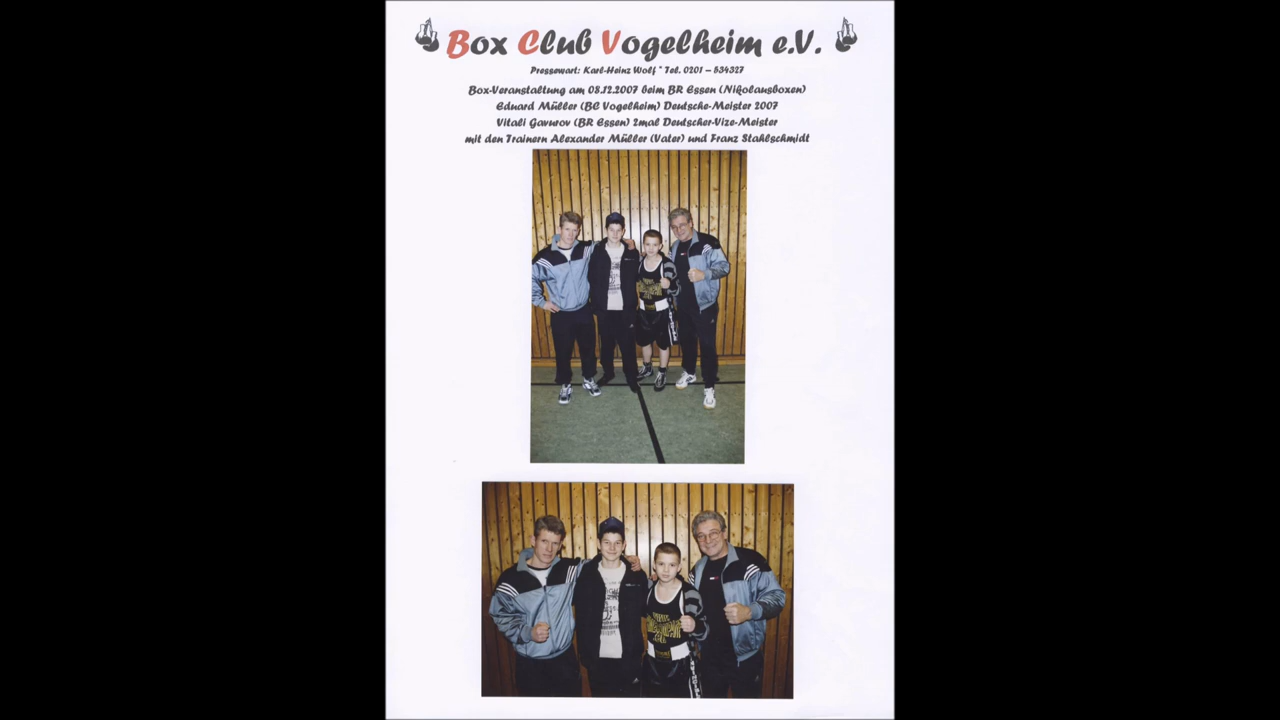 Box Club Vogelheim e.V.
Pressewart: Karl-Heinz Wolf * Tel. 0201 – 634327
Box-Veranstaltung am 08.12.2007 beim BR Essen (Nikolausboxen)
Eduard Müller (BC Vogelheim) Deutsche-Meister 2007
Vitali Gavurov (BR Essen) 2mal Deutscher-Vize-Meister
mit den Trainern Alexander Müller (Vater) und Franz Stahlschmidt